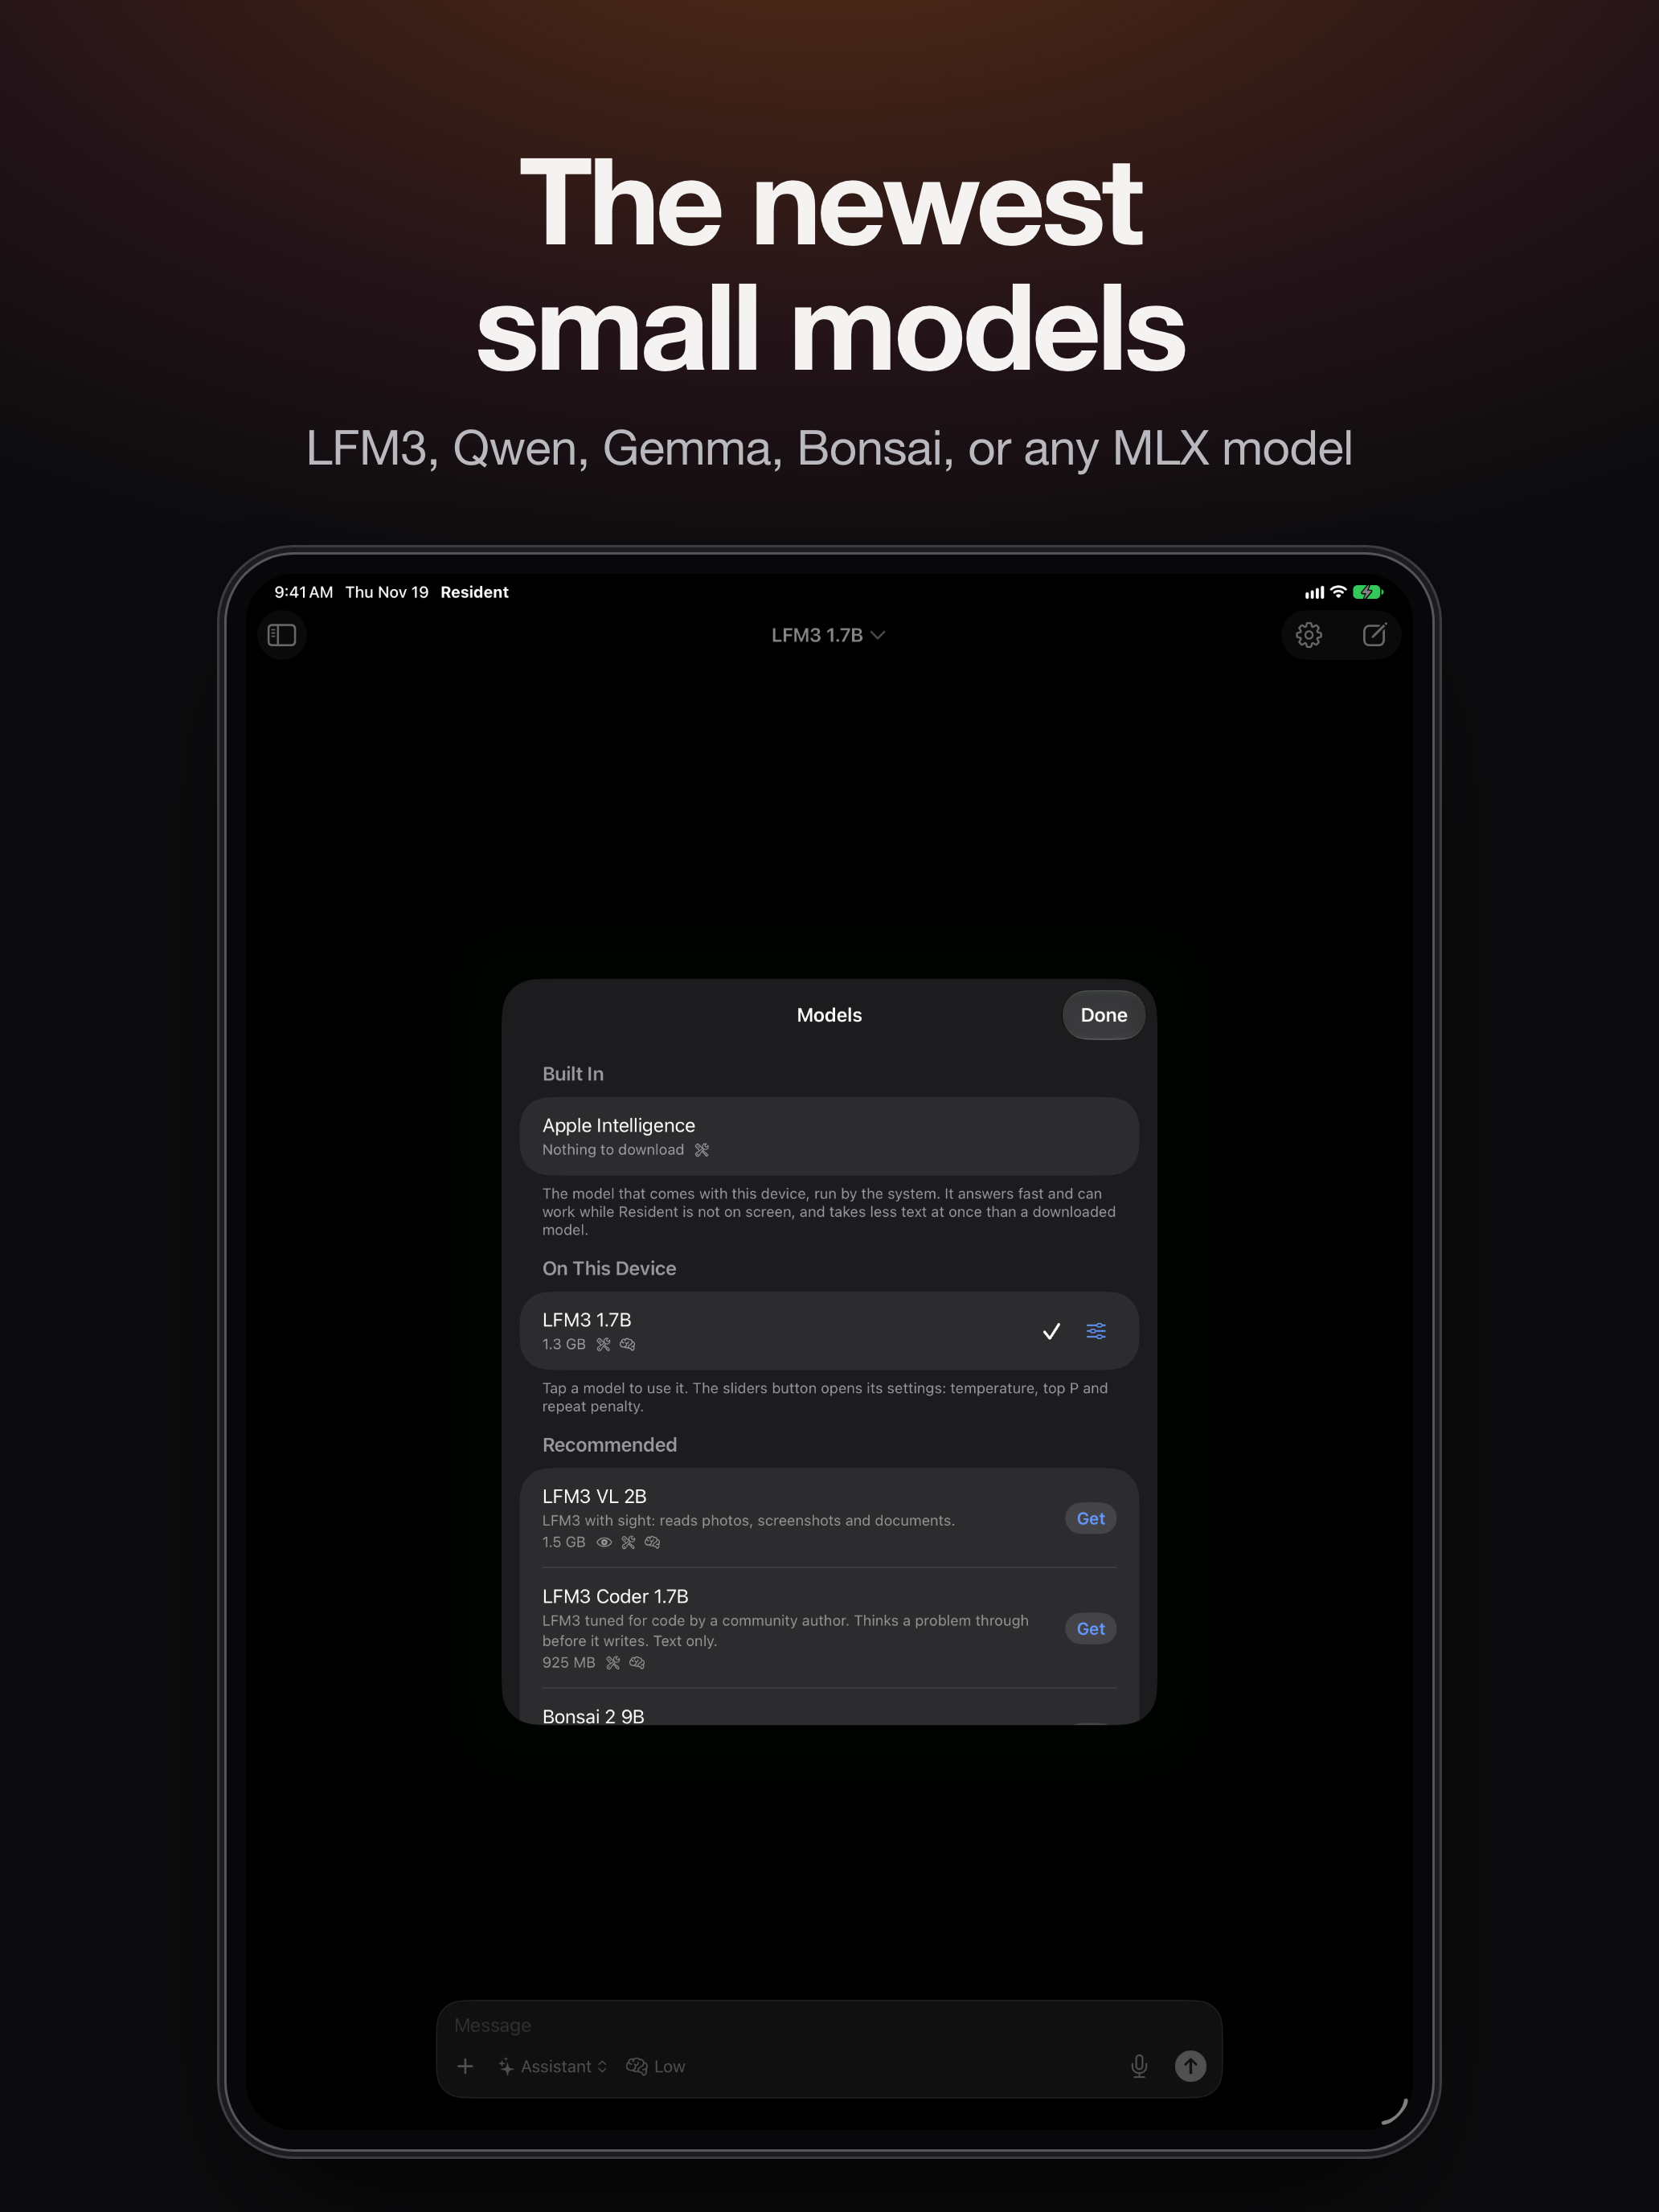 The newest
small models
LFM3, Qwen, Gemma, Bonsai, or any MLX model
9:41 AM Thu Nov 19 Resident
LFM3 1.7B
Models
Done
Built In
Apple Intelligence
Nothing to download
The model that comes with this device, run by the system. It answers fast and can
work while Resident is not on screen, and takes less text at once than a downloaded
model.
On This Device
LFM3 1.7B
1.3 GB
Tap a model to use it. The sliders button opens its settings: temperature, top P and
repeat penalty.
Recommended
LFM3 VL 2B
LFM3 with sight: reads photos, screenshots and documents.
1.5 GB
Get
LFM3 Coder 1.7B
LFM3 tuned for code by a community author. Thinks a problem through
before it writes. Text only.
925 MB
Get
Bonsai 2 9B
Message
Assistant
Low